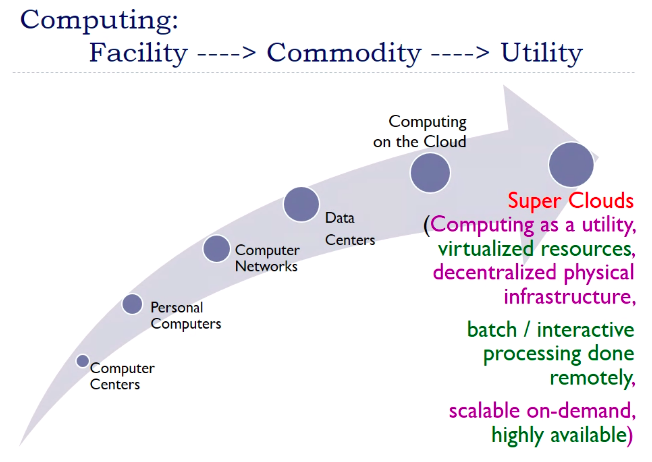 Computing:
Facility ----> Commodity ----> Utility
Computing
on the Cloud
Super Clouds
(Computing as a utility,
virtualized resources,
decentralized physical
infrastructure,
batch / interactive
processing done
remotely,
scalable on-demand,
highly available)
Data
Centers
Computer
Networks
Personal
Computers
Computer
Centers